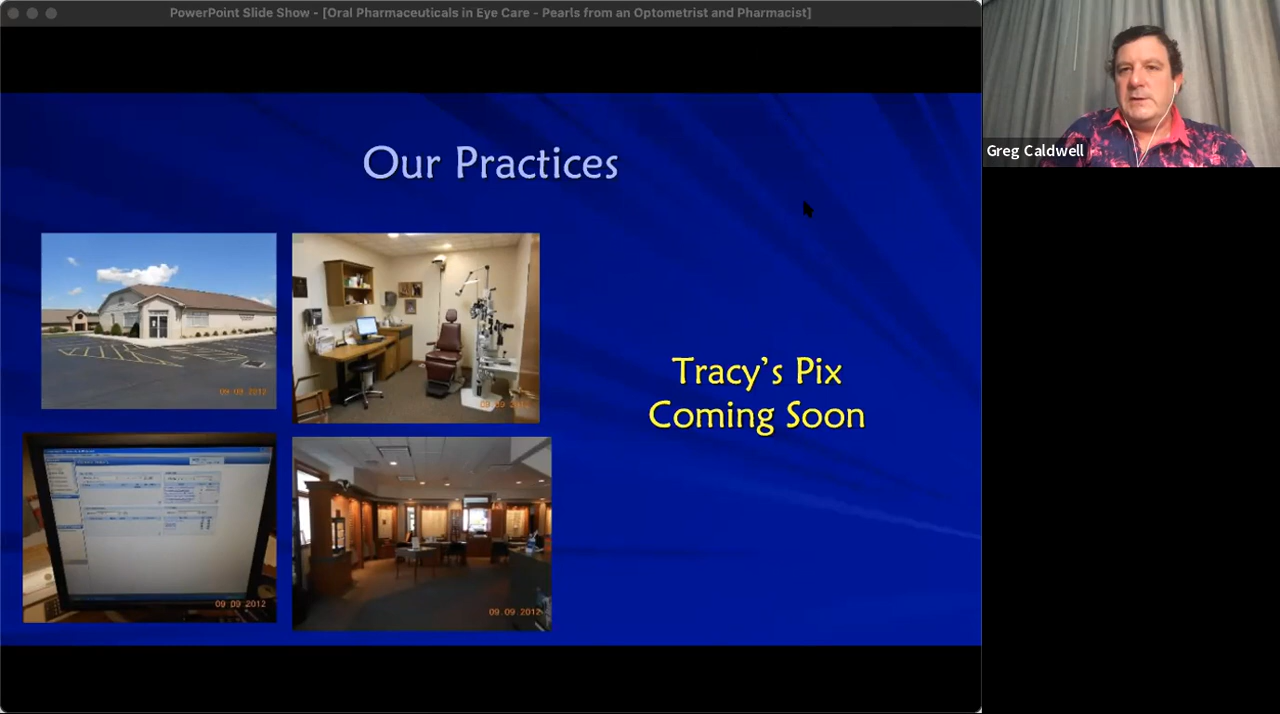 PowerPoint Slide Show - [Oral Pharmaceuticals in Eye Care - Pearls from an Optometrist and Pharmacist]
Greg Caldwell
Our Practices
09 09 2012
09 09 2012
Tracy's Pix
Coming Soon
09 09 2012
09 09 2012